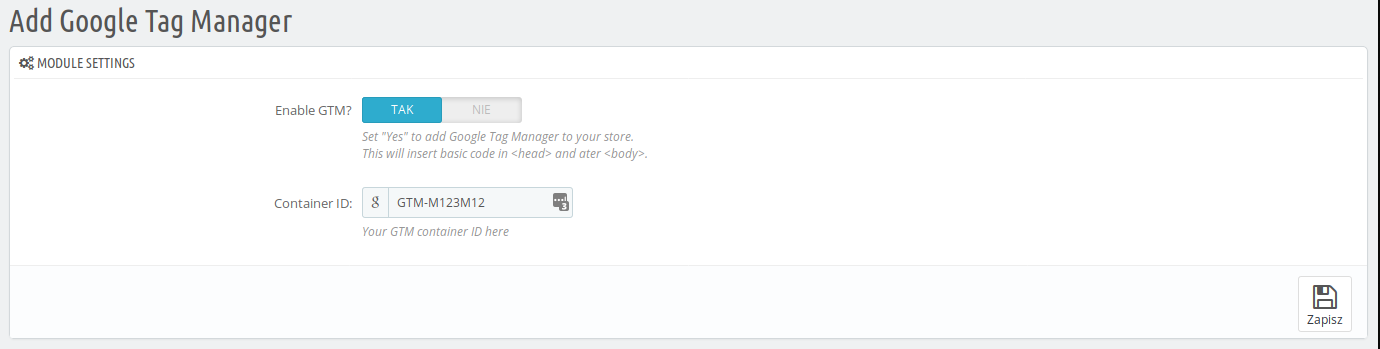 Add Google Tag Manager
MODULE SETTINGS
Enable GTM? TAK NIE
Set "Yes" to add Google Tag Manager to your store.
This will insert basic code in <head> and ater <body>.
Container ID: g GTM-M123M12 3
Your GTM container ID here
Zapisz